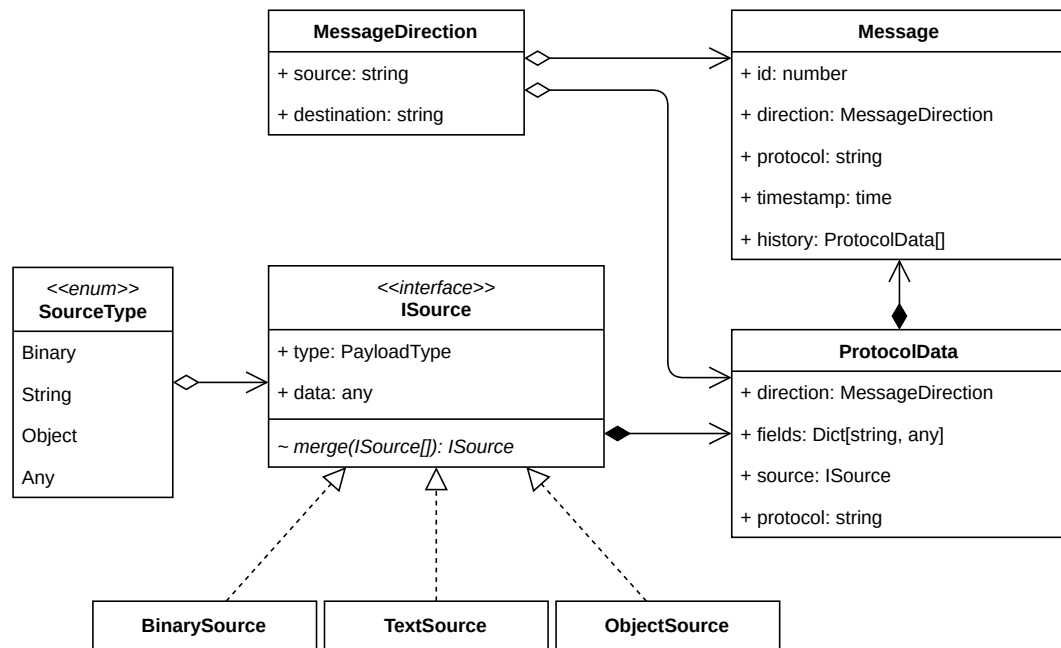 MessageDirection
+ source: string
+ destination: string
Message
+ id: number
+ direction: MessageDirection
+ protocol: string
+ timestamp: time
+ history: ProtocolData[]
<<enum>>
SourceType
Binary
String
Object
Any
<<interface>>
ISource
+ type: PayloadType
+ data: any
~ merge(ISource[]): ISource
ProtocolData
+ direction: MessageDirection
+ fields: Dict[string, any]
+ source: ISource
+ protocol: string
BinarySource
TextSource
ObjectSource